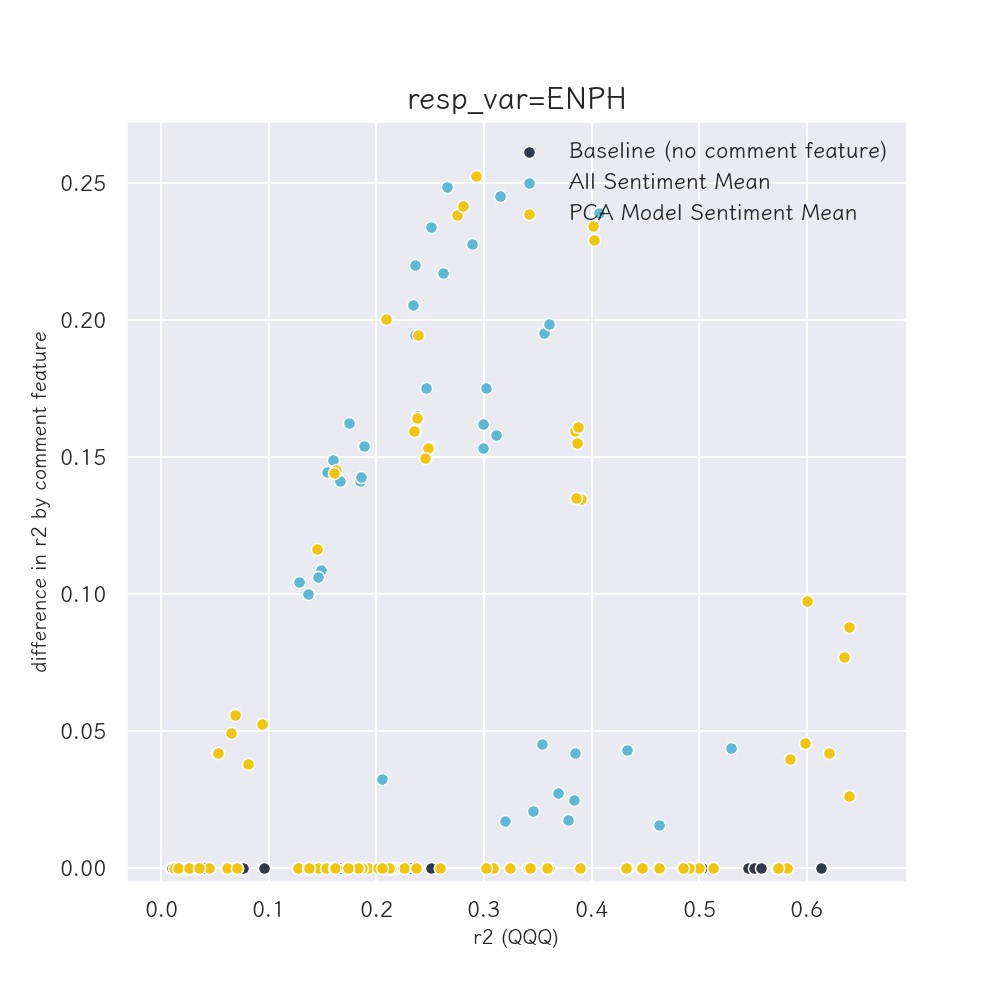 resp_var=ENPH
Baseline (no comment feature)
All Sentiment Mean
PCA Model Sentiment Mean
0.25
0.20
0.15
0.10
0.05
0.00
difference in r2 by comment feature
0.0 0.1 0.2 0.3 0.4 0.5 0.6
r2 (QQQ)